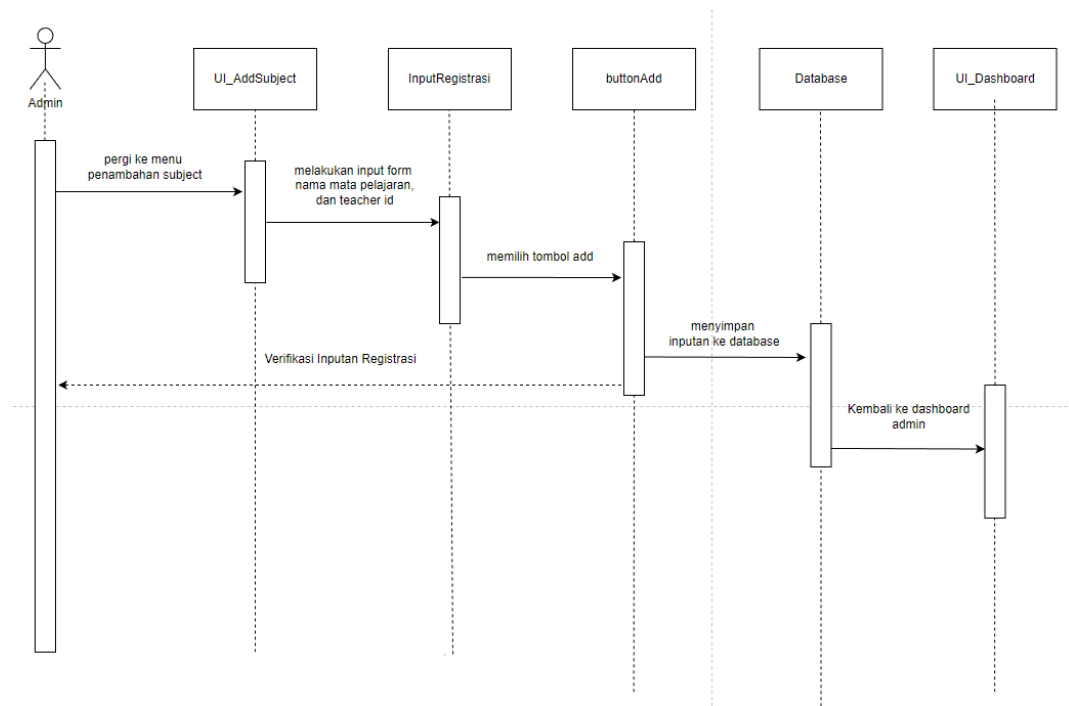 Admin
UI_AddSubject
InputRegistrasi
buttonAdd
Database
UI_Dashboard
pergi ke menu
penambahan subject
melakukan input form
nama mata pelajaran,
dan teacher id
memilih tombol add
menyimpan
inputan ke database
Verifikasi Inputan Registrasi
Kembali ke dashboard
admin